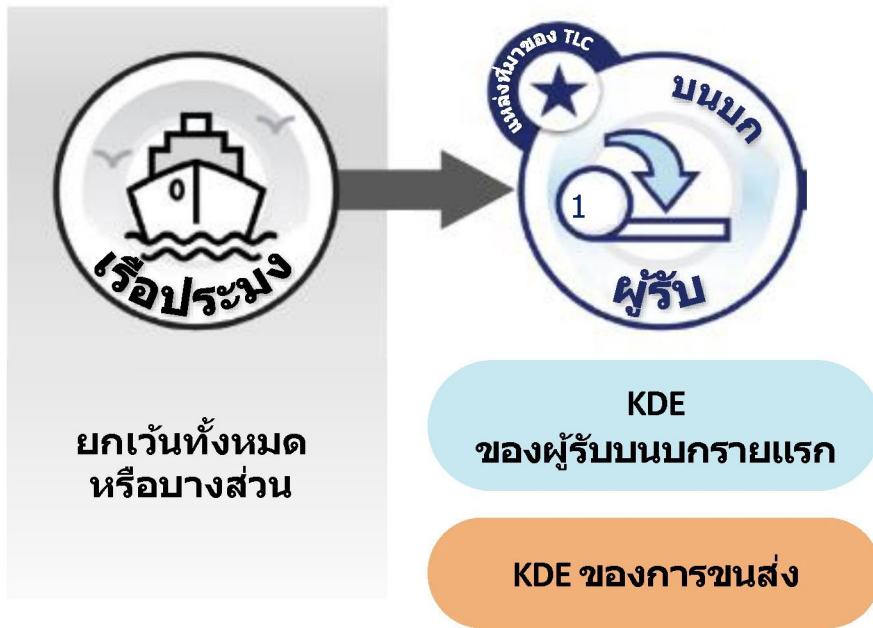 เรือประมง
ยกเว้นทั้งหมด
หรือบางส่วน
แหล่งที่มาของ TLC
บนบก
1
ผู้รับ
KDE
ของผู้รับบนบกรายแรก
KDE ของการขนส่ง